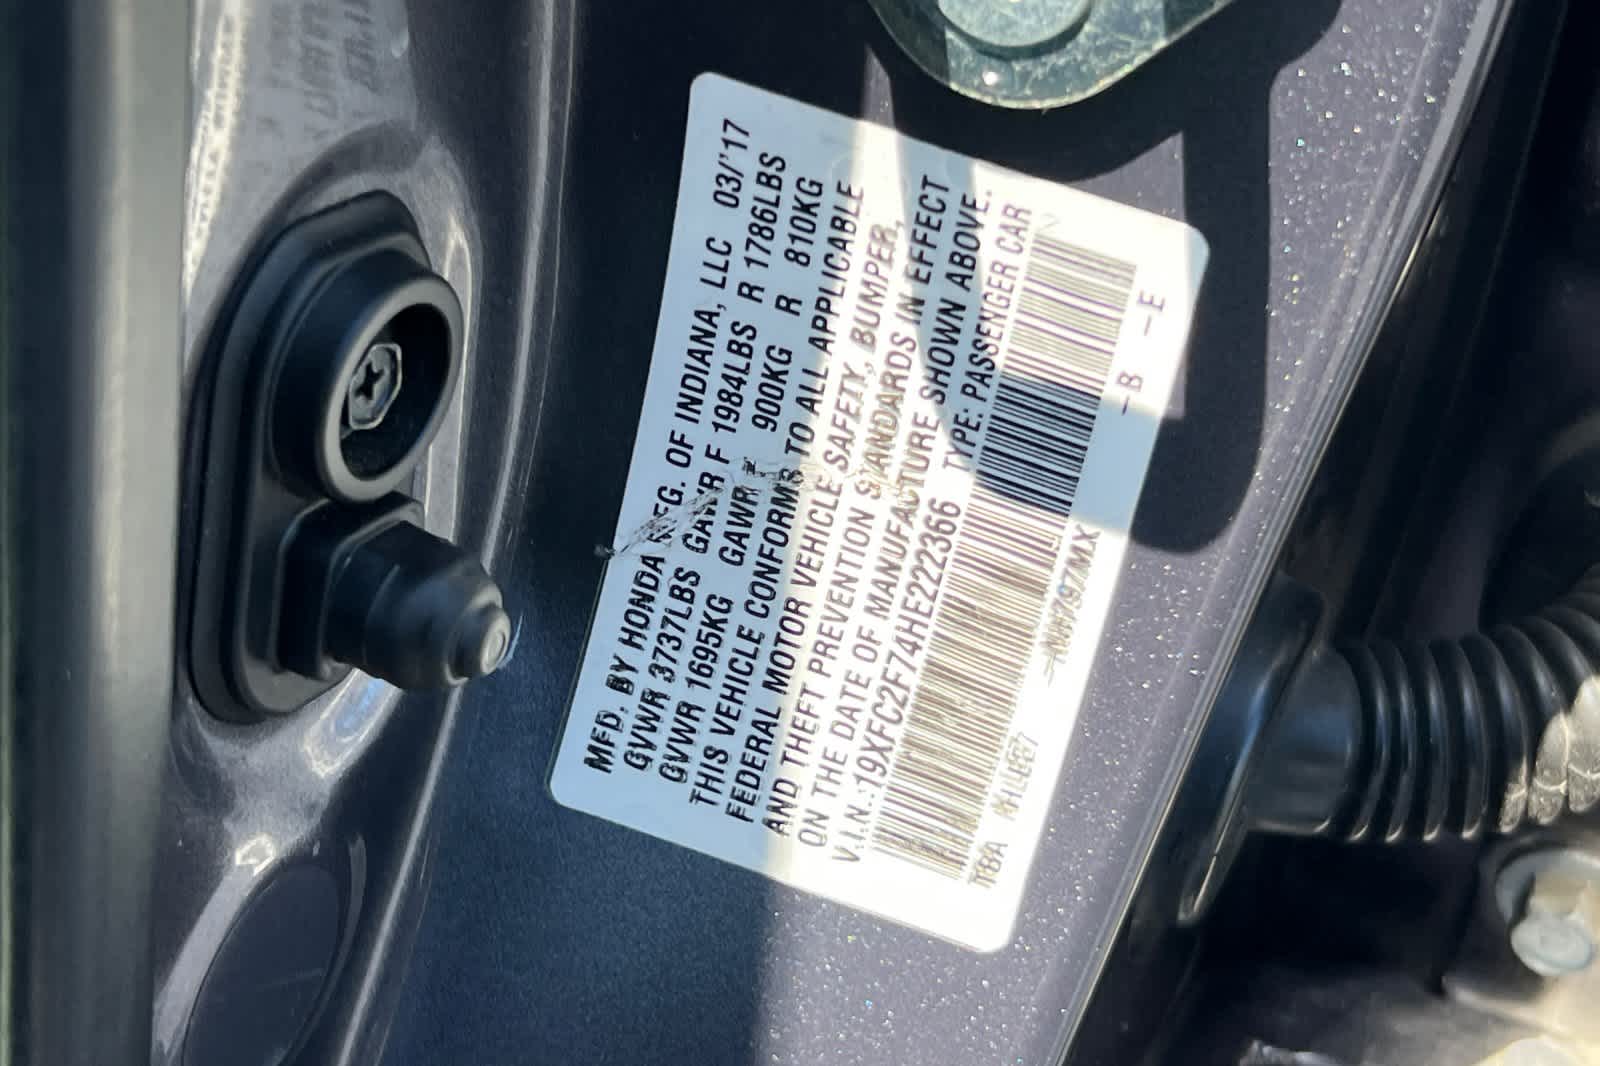 MFD. BY HONDA MFG. OF INDIANA, LLC 03/'17
GVWR 3737LBS GAWR F 1984LBS R 1786LBS
GVWR 1695KG GAWR F 900KG R 810KG
THIS VEHICLE CONFORMS TO ALL APPLICABLE
FEDERAL MOTOR VEHICLE SAFETY, BUMPER,
AND THEFT PREVENTION STANDARDS IN EFFECT
ON THE DATE OF MANUFACTURE SHOWN ABOVE.
V.I.N.:19XFC2F74HE222366 TYPE: PASSENGER CAR
TBA NH797MX -B -E